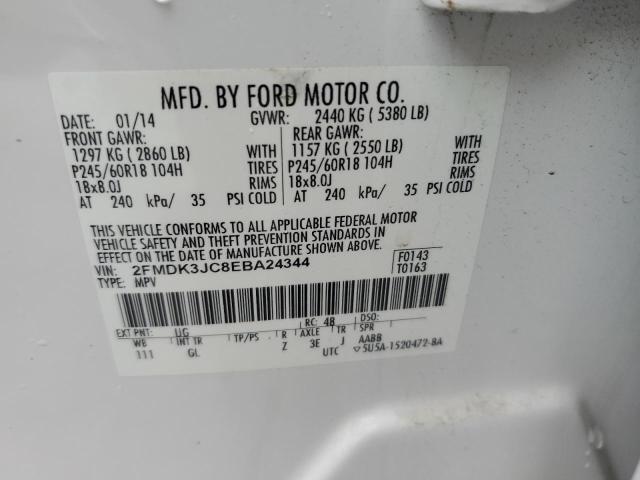 MFD. BY FORD MOTOR CO.
DATE: 01/14 GVWR: 2440 KG ( 5380 LB)
FRONT GAWR: REAR GAWR:
1297 KG ( 2860 LB) WITH 1157 KG ( 2550 LB) WITH
P245/60R18 104H TIRES P245/60R18 104H TIRES
18x8.0J RIMS 18x8.0J RIMS
AT 240 kPa/ 35 PSI COLD AT 240 kPa/ 35 PSI COLD
THIS VEHICLE CONFORMS TO ALL APPLICABLE FEDERAL MOTOR
VEHICLE SAFETY AND THEFT PREVENTION STANDARDS IN
EFFECT ON THE DATE OF MANUFACTURE SHOWN ABOVE.
VIN: 2FMDK3JC8EBA24344 F0143
TYPE: MPV T0163
EXT PNT: UG RC: 48 DSO:
WB INT TR TP/PS R AXLE TR SPR
111 GL Z 3E J AABB
UTC ▽5U5A-1520472-BA